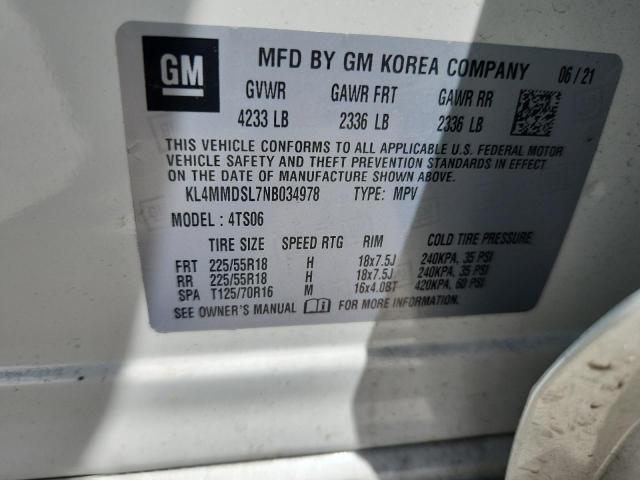 GM MFD BY GM KOREA COMPANY 06/21
GVWR GAWR FRT GAWR RR
4233 LB 2336 LB 2336 LB
THIS VEHICLE CONFORMS TO ALL APPLICABLE U.S. FEDERAL MOTOR
VEHICLE SAFETY AND THEFT PREVENTION STANDARDS IN EFFECT
ON THE DATE OF MANUFACTURE SHOWN ABOVE.
KL4MMDSL7NB034978 TYPE: MPV
MODEL: 4TS06
TIRE SIZE SPEED RTG RIM COLD TIRE PRESSURE
FRT 225/55R18 H 18x7.5J 240KPA, 35 PSI
RR 225/55R18 H 18x7.5J 240KPA, 35 PSI
SPA T125/70R16 M 16x4.0BT 420KPA, 60 PSI
SEE OWNER'S MANUAL FOR MORE INFORMATION